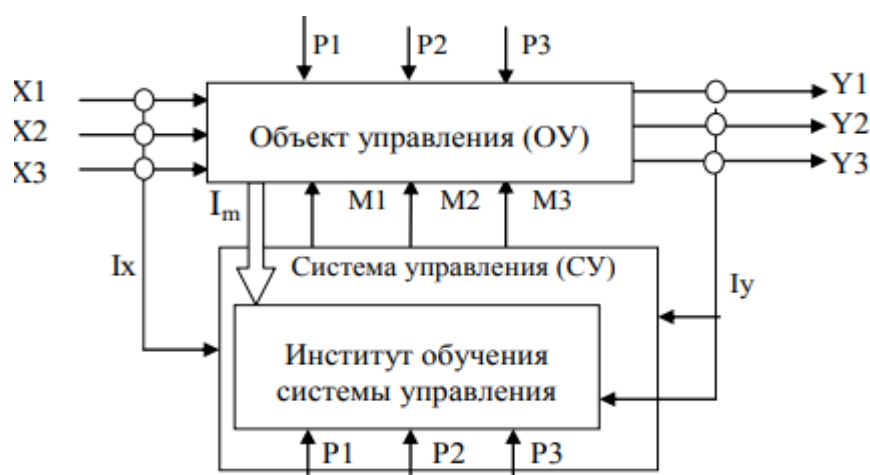 P1 P2 P3
X1 Y1
X2 Объект управления (ОУ) Y2
X3 Y3
Im M1 M2 M3
Ix Система управления (СУ) Iy
Институт обучения
системы управления
P1 P2 P3